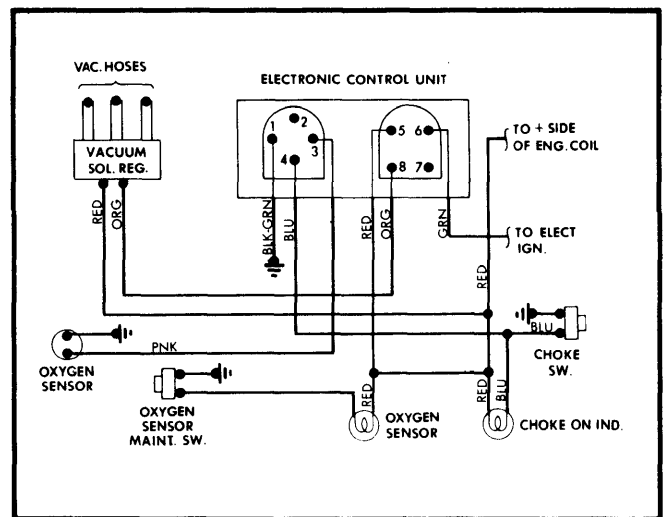 VAC. HOSES
ELECTRONIC CONTROL UNIT
1
2
3
4
5
6
8
7
TO + SIDE
OF ENG. COIL
VACUUM
SOL. REG.
RED
ORG
BLK-GRN
BLU
RED
ORG
GRN
TO ELECT
IGN.
RED
BLU
CHOKE
SW.
PNK
OXYGEN
SENSOR
OXYGEN
SENSOR
MAINT. SW.
RED
OXYGEN
SENSOR
RED
BLU
CHOKE ON IND.